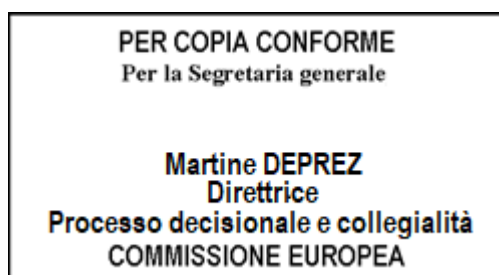 PER COPIA CONFORME
Per la Segretaria generale
Martine DEPREZ
Direttrice
Processo decisionale e collegialità
COMMISSIONE EUROPEA